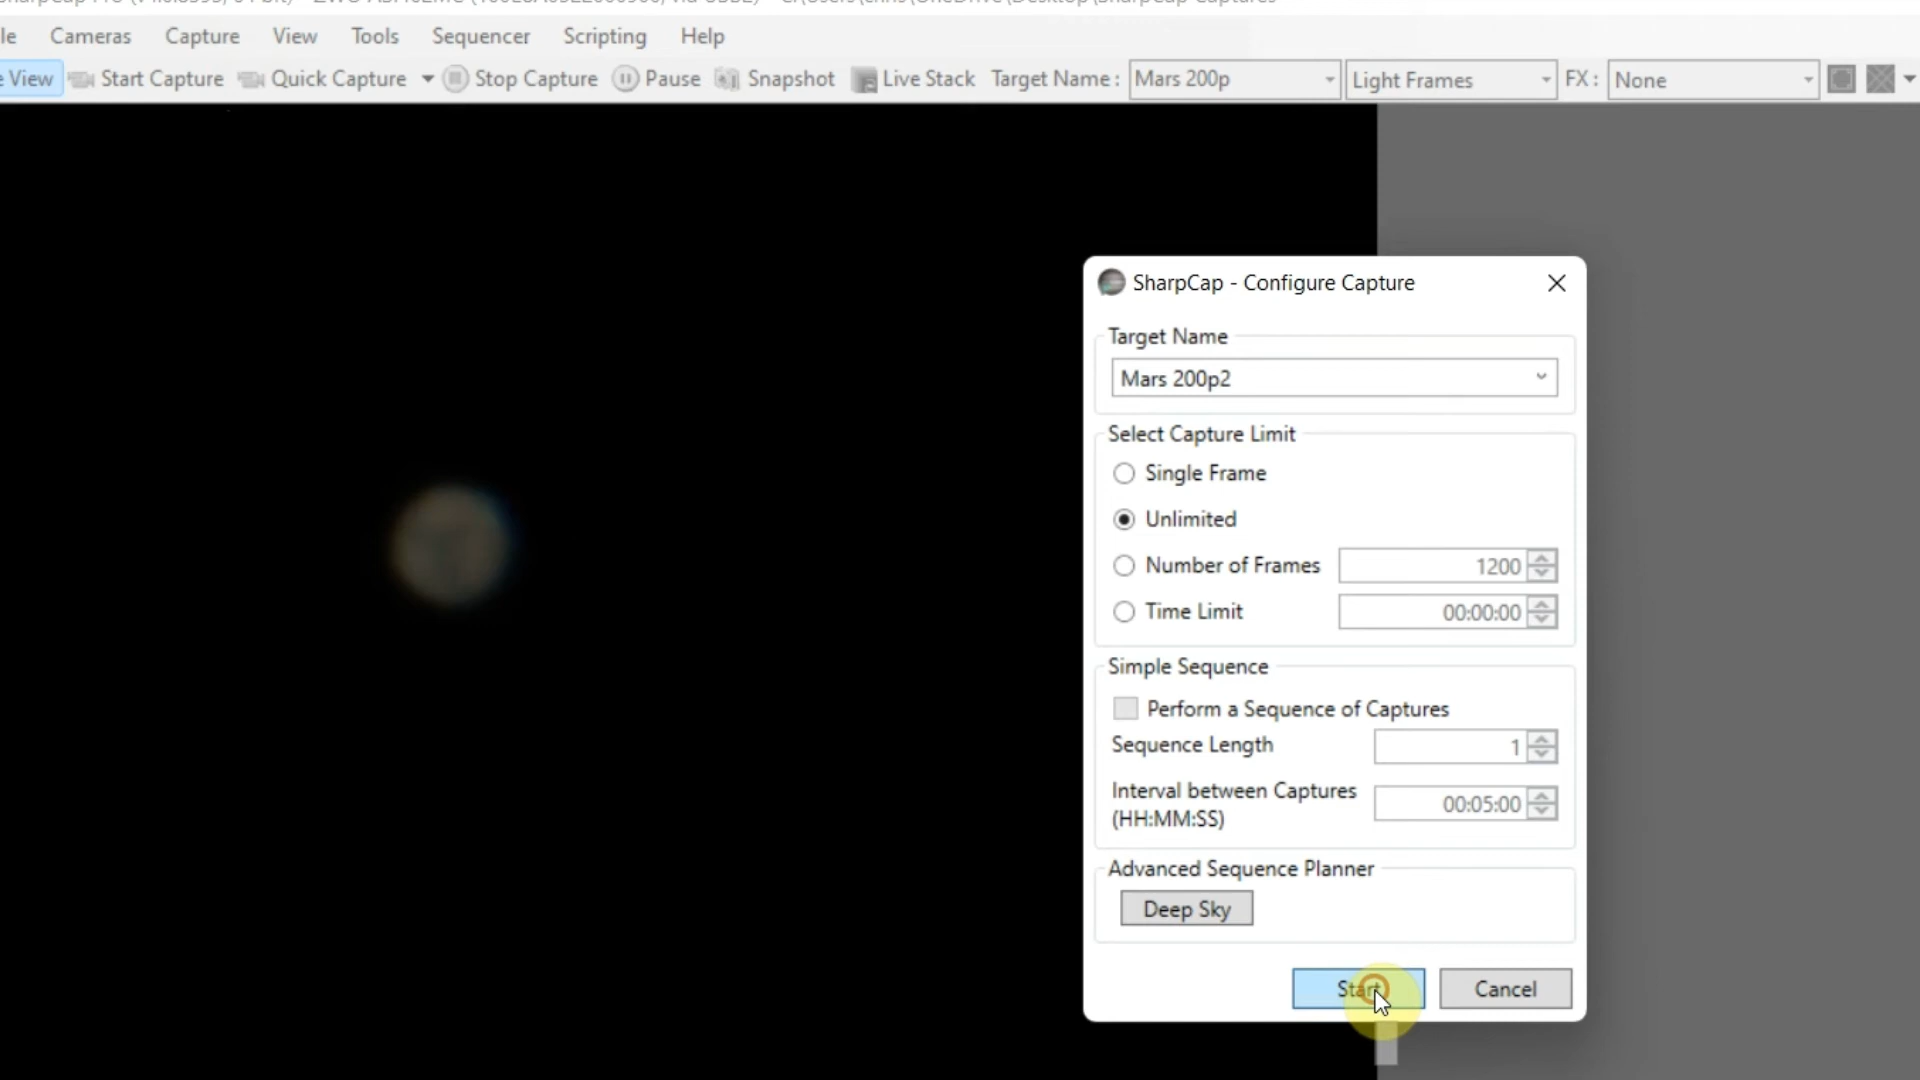 le Cameras Capture View Tools Sequencer Scripting Help
e View Start Capture Quick Capture Stop Capture Pause Snapshot Live Stack Target Name : Mars 200p Light Frames FX : None
SharpCap - Configure Capture
Target Name
Mars 200p2
Select Capture Limit
Single Frame
Unlimited
Number of Frames 1200
Time Limit 00:00:00
Simple Sequence
Perform a Sequence of Captures
Sequence Length 1
Interval between Captures 00:05:00
(HH:MM:SS)
Advanced Sequence Planner
Deep Sky
Start Cancel